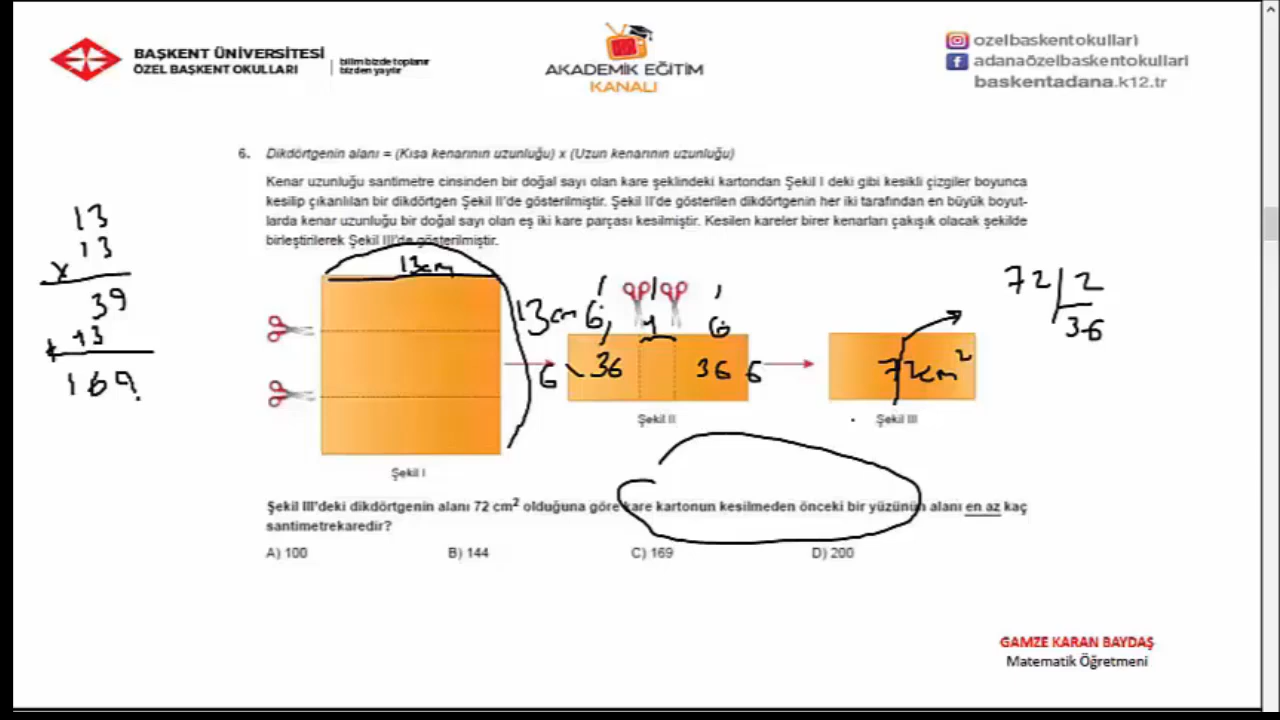 BAŞKENT ÜNİVERSİTESİ
ÖZEL BAŞKENT OKULLARI
bilim bizde toplanır
bizden yayılır
AKADEMİK EĞİTİM
KANALI
ozelbaskentokullari
adanaözelbaskentokullari
baskentadana.k12.tr
6. Dikdörtgenin alanı = (Kısa kenarının uzunluğu) x (Uzun kenarının uzunluğu)
Kenar uzunluğu santimetre cinsinden bir doğal sayı olan kare şeklindeki kartondan Şekil I deki gibi kesikli çizgiler boyunca
kesilip çıkarılan bir dikdörtgen Şekil II'de gösterilmiştir. Şekil II'de gösterilen dikdörtgenin her iki tarafından en büyük boyut-
larda kenar uzunluğu bir doğal sayı olan eş iki kare parçası kesilmiştir. Kesilen kareler birer kenarları çakışık olacak şekilde
birleştirilerek Şekil III'de gösterilmiştir.
13
x 13
39
+ 13
169
13cm
13cm
6 1 6
6 36 36 6
72cm²
72 2
36
Şekil I
Şekil II
Şekil III
Şekil III'deki dikdörtgenin alanı 72 cm² olduğuna göre kare kartonun kesilmeden önceki bir yüzünün alanı en az kaç
santimetrekaredir?
A) 100 B) 144 C) 169 D) 200
GAMZE KARAN BAYDAŞ
Matematik Öğretmeni